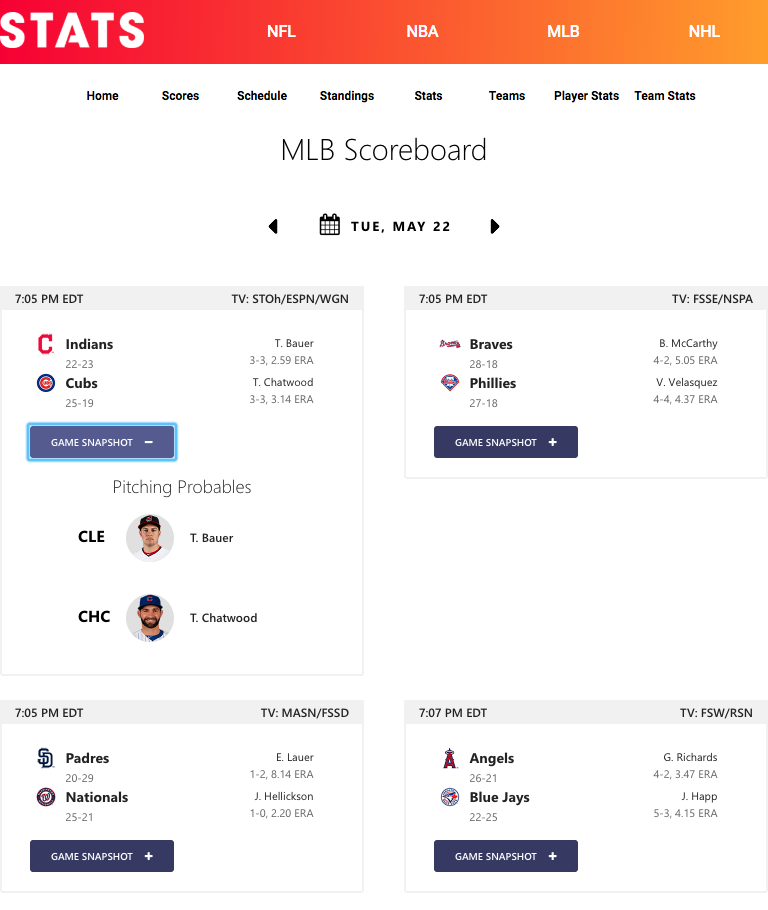 STATS NFL NBA MLB NHL
Home Scores Schedule Standings Stats Teams Player Stats Team Stats
MLB Scoreboard
TUE, MAY 22
7:05 PM EDT TV: STOh/ESPN/WGN
Indians T. Bauer
22-23 3-3, 2.59 ERA
Cubs T. Chatwood
25-19 3-3, 3.14 ERA
GAME SNAPSHOT −
Pitching Probables
CLE T. Bauer
CHC T. Chatwood
7:05 PM EDT TV: FSSE/NSPA
Braves B. McCarthy
28-18 4-2, 5.05 ERA
Phillies V. Velasquez
27-18 4-4, 4.37 ERA
GAME SNAPSHOT +
7:05 PM EDT TV: MASN/FSSD
Padres E. Lauer
20-29 1-2, 8.14 ERA
Nationals J. Hellickson
25-21 1-0, 2.20 ERA
GAME SNAPSHOT +
7:07 PM EDT TV: FSW/RSN
Angels G. Richards
26-21 4-2, 3.47 ERA
Blue Jays J. Happ
22-25 5-3, 4.15 ERA
GAME SNAPSHOT +